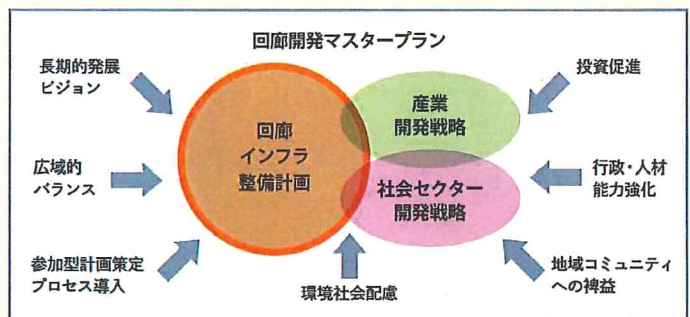 回廊開発マスタープラン
長期的発展
ビジョン
広域的
バランス
参加型計画策定
プロセス導入
回廊
インフラ
整備計画
産業
開発戦略
社会セクター
開発戦略
環境社会配慮
投資促進
行政・人材
能力強化
地域コミュニティ
への裨益